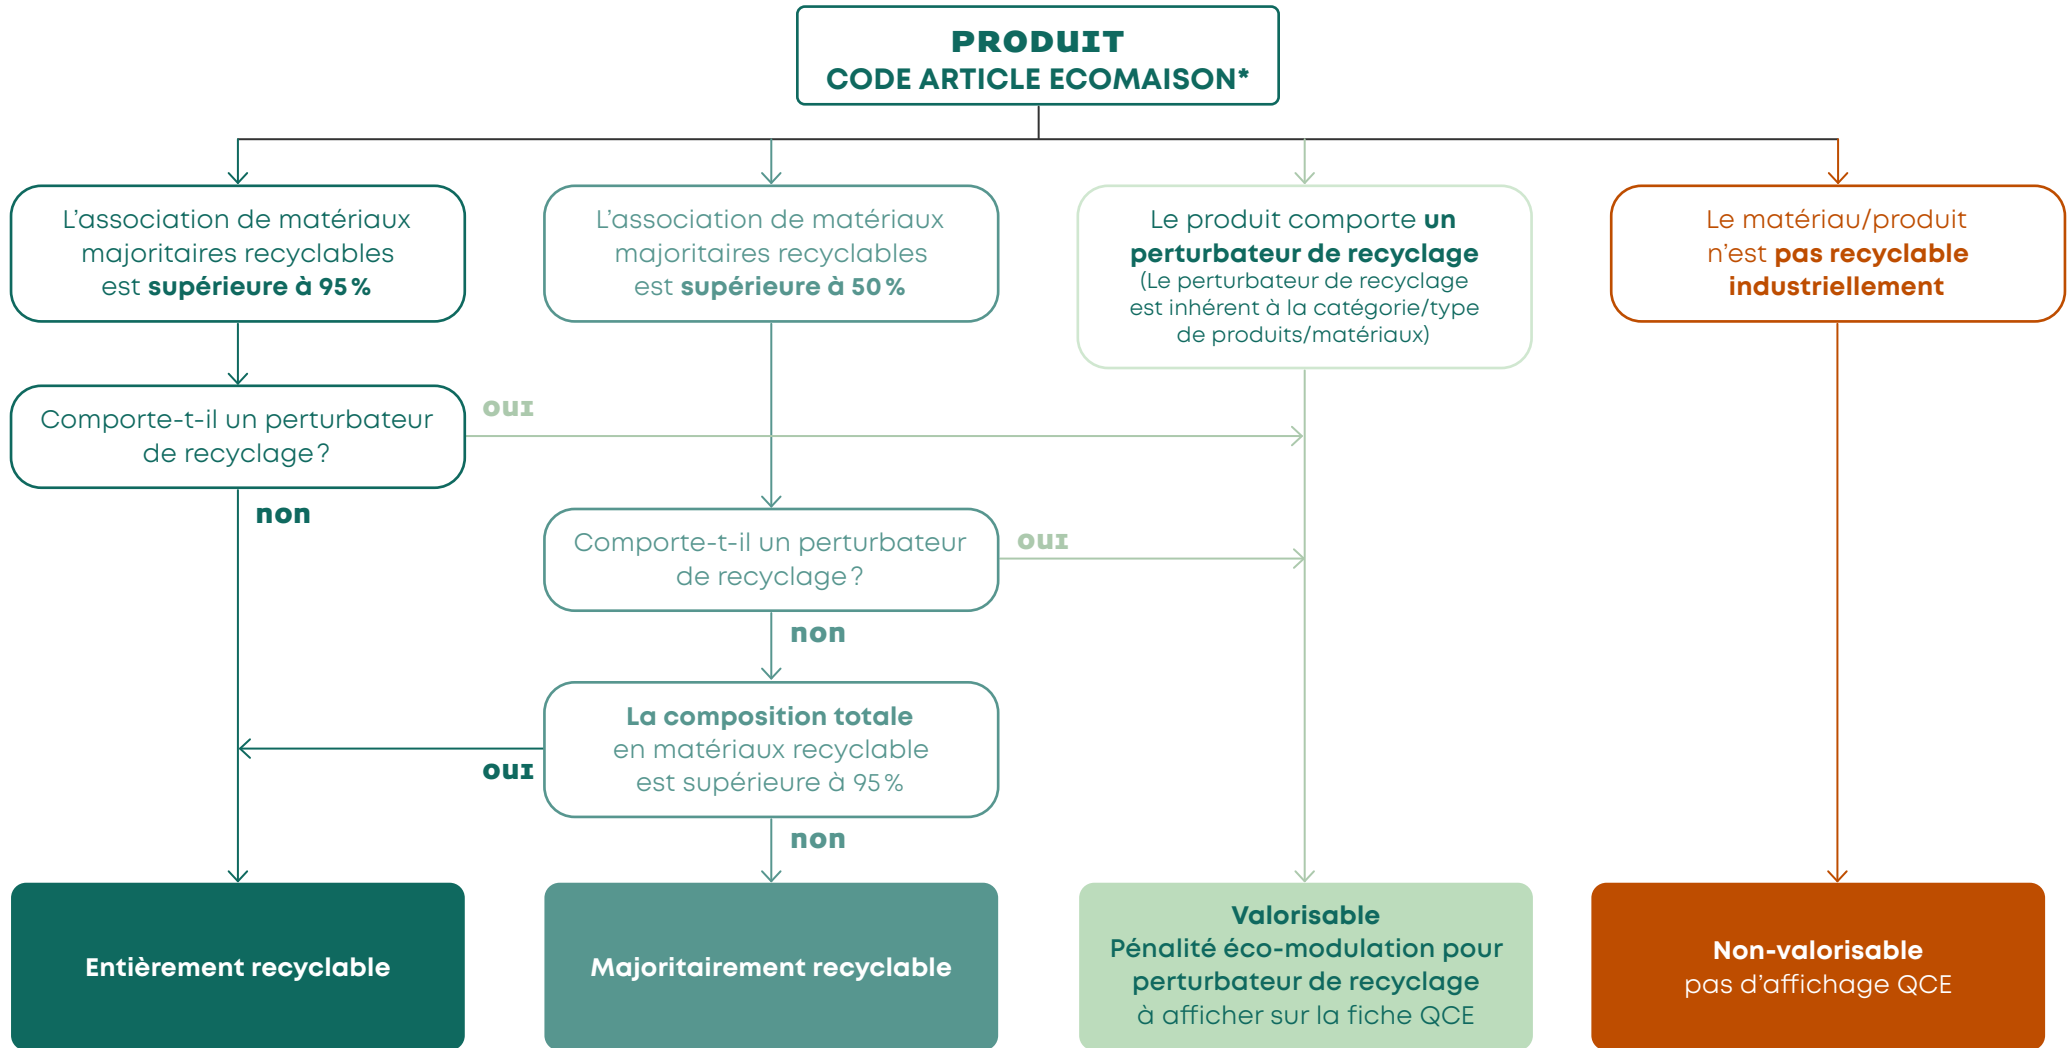 PRODUIT
CODE ARTICLE ECOMAISON*
L'association de matériaux
majoritaires recyclables
est supérieure à 95 %
L'association de matériaux
majoritaires recyclables
est supérieure à 50 %
Le produit comporte un
perturbateur de recyclage
(Le perturbateur de recyclage
est inhérent à la catégorie/type
de produits/matériaux)
Le matériau/produit
n'est pas recyclable
industriellement
Comporte-t-il un perturbateur
de recyclage ?
oui
non
Comporte-t-il un perturbateur
de recyclage ?
oui
non
La composition totale
en matériaux recyclable
est supérieure à 95 %
oui
non
Entièrement recyclable
Majoritairement recyclable
Valorisable
Pénalité éco-modulation pour
perturbateur de recyclage
à afficher sur la fiche QCE
Non-valorisable
pas d'affichage QCE